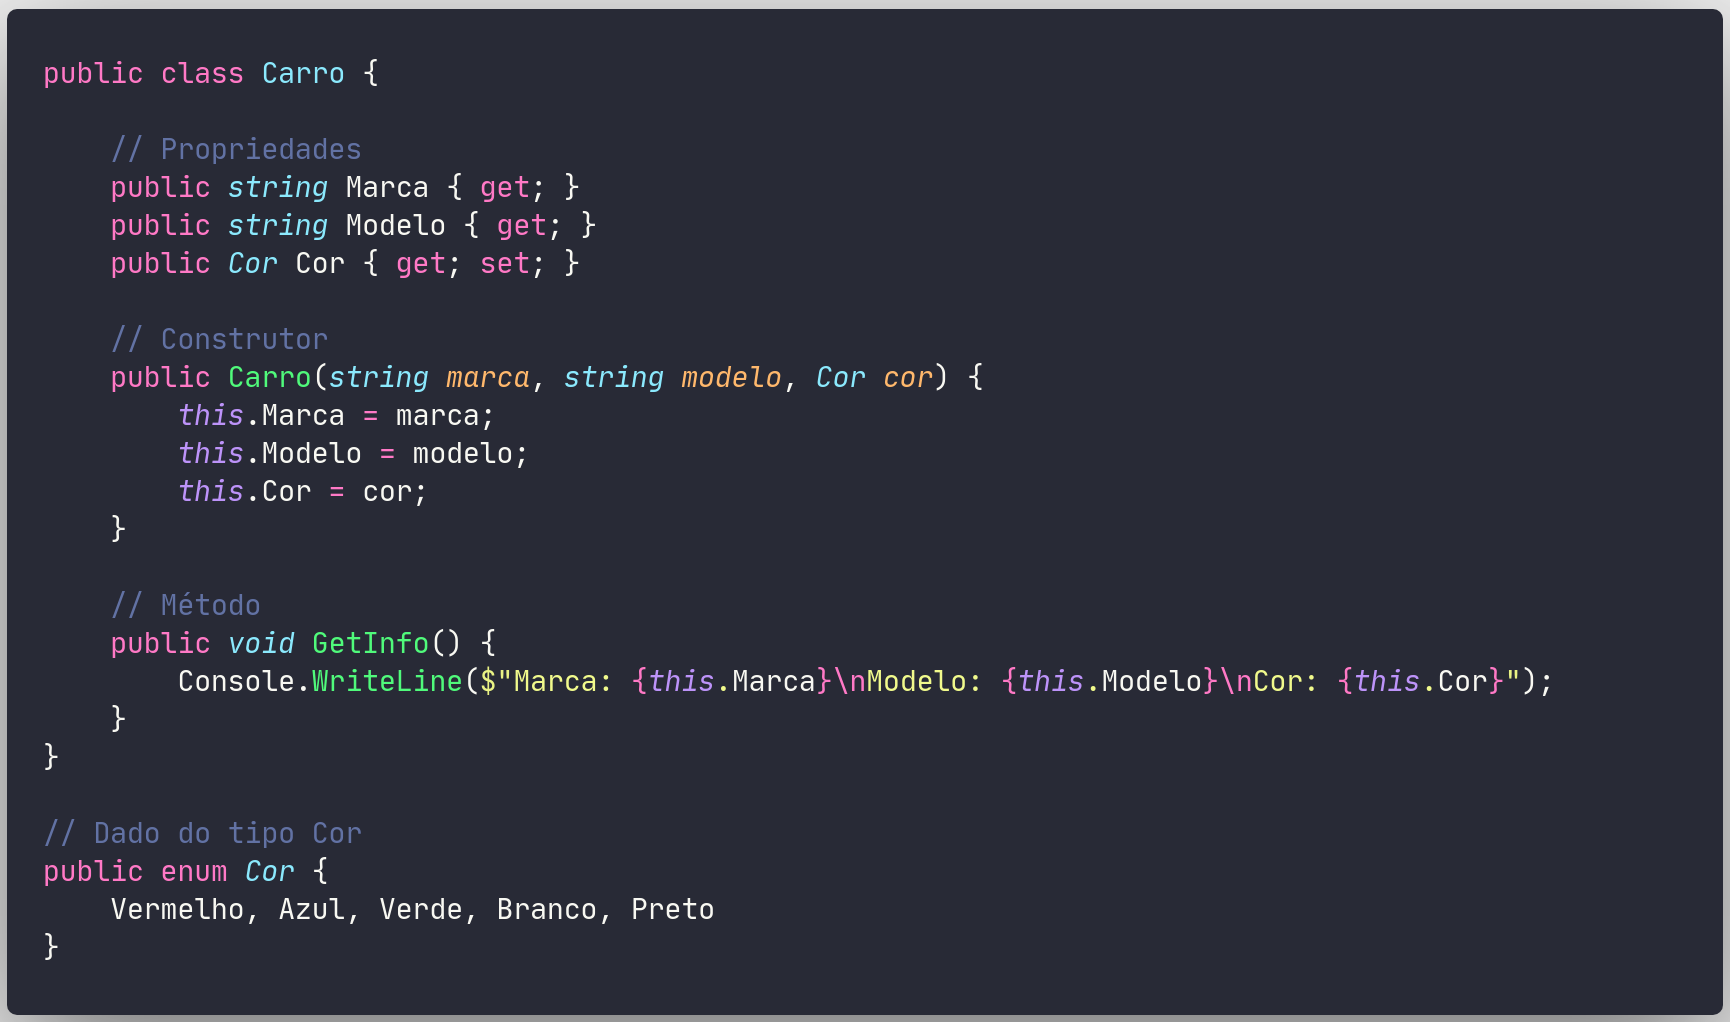 public class Carro {
// Propriedades
public string Marca { get; }
public string Modelo { get; }
public Cor Cor { get; set; }
// Construtor
public Carro(string marca, string modelo, Cor cor) {
this.Marca = marca;
this.Modelo = modelo;
this.Cor = cor;
}
// Método
public void GetInfo() {
Console.WriteLine($"Marca: {this.Marca}\nModelo: {this.Modelo}\nCor: {this.Cor}");
}
}
// Dado do tipo Cor
public enum Cor {
Vermelho, Azul, Verde, Branco, Preto
}